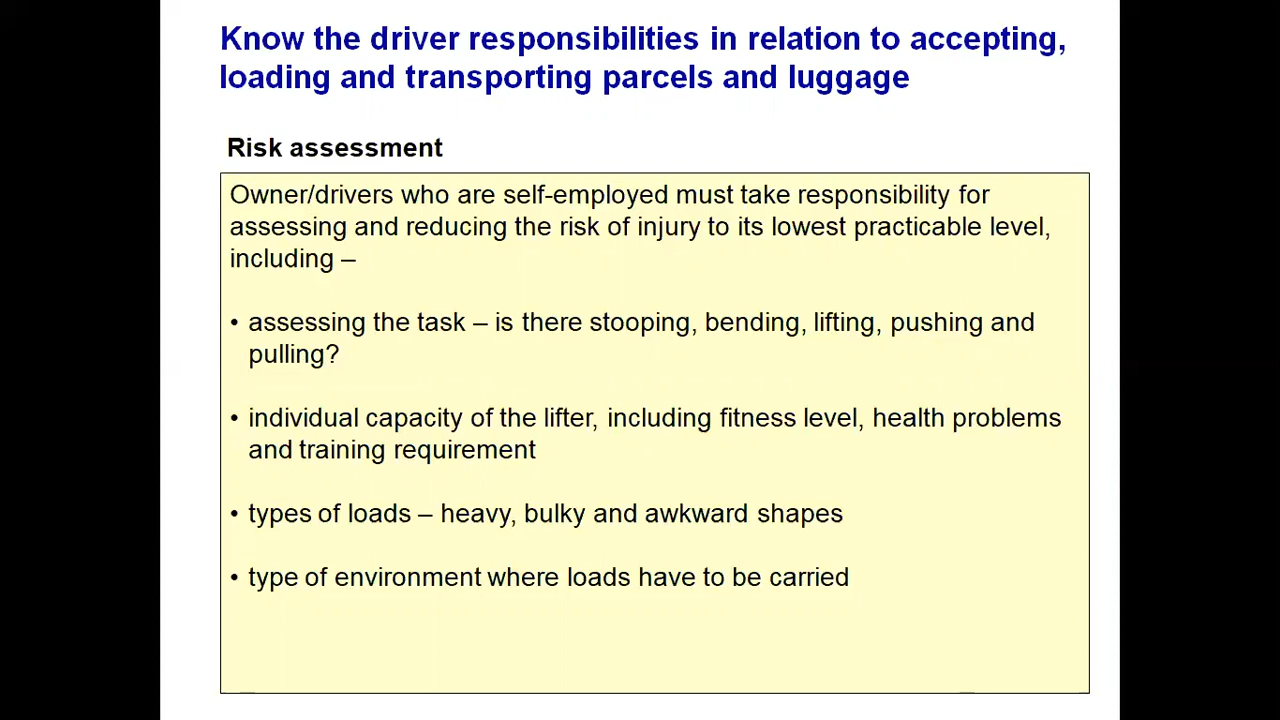 Know the driver responsibilities in relation to accepting,
loading and transporting parcels and luggage
Risk assessment
Owner/drivers who are self-employed must take responsibility for
assessing and reducing the risk of injury to its lowest practicable level,
including –
• assessing the task – is there stooping, bending, lifting, pushing and
pulling?
• individual capacity of the lifter, including fitness level, health problems
and training requirement
• types of loads – heavy, bulky and awkward shapes
• type of environment where loads have to be carried